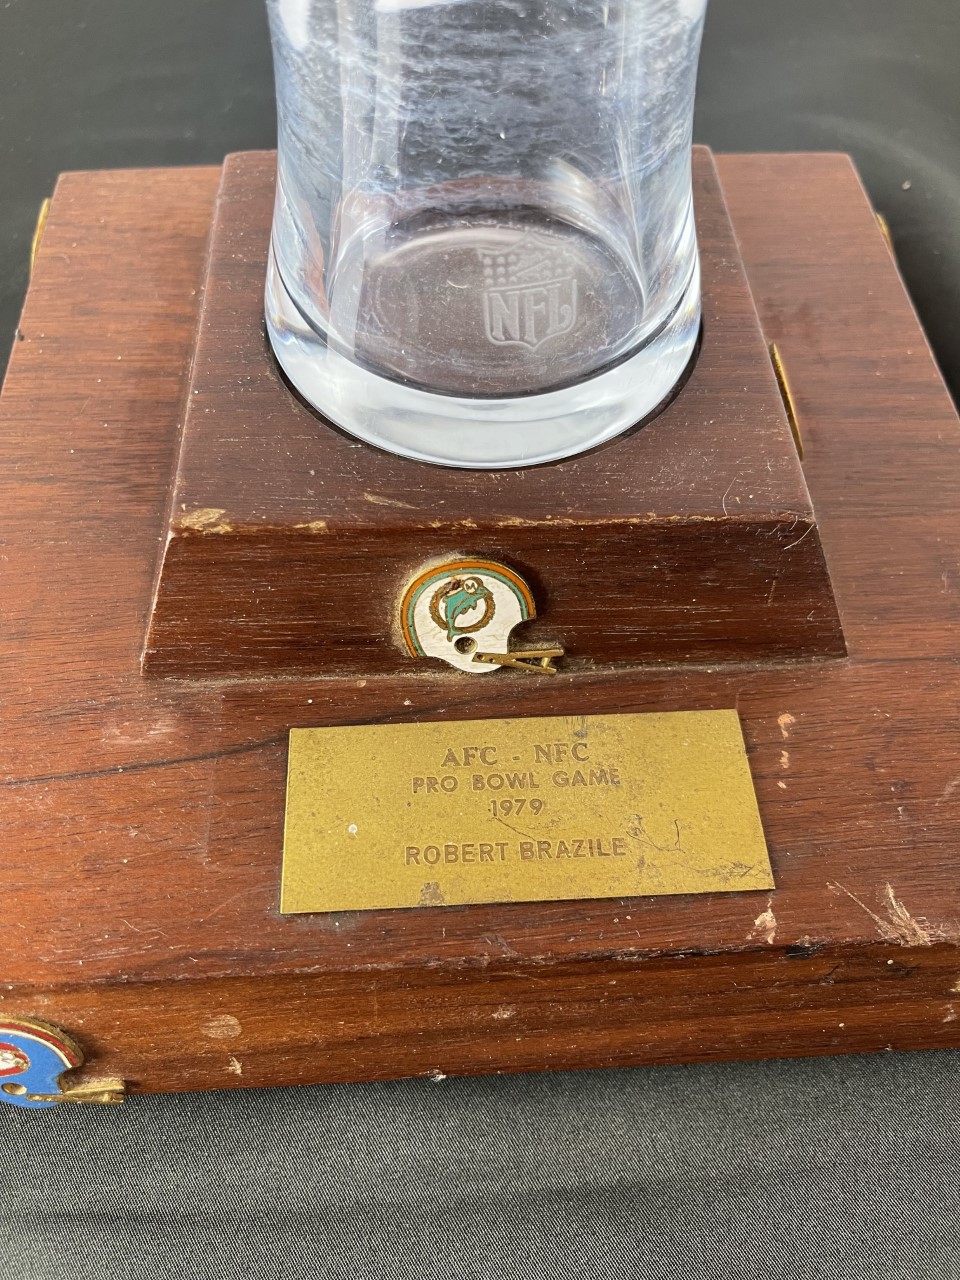 NFL
M
AFC - NFC
PRO BOWL GAME
1979
ROBERT BRAZILE